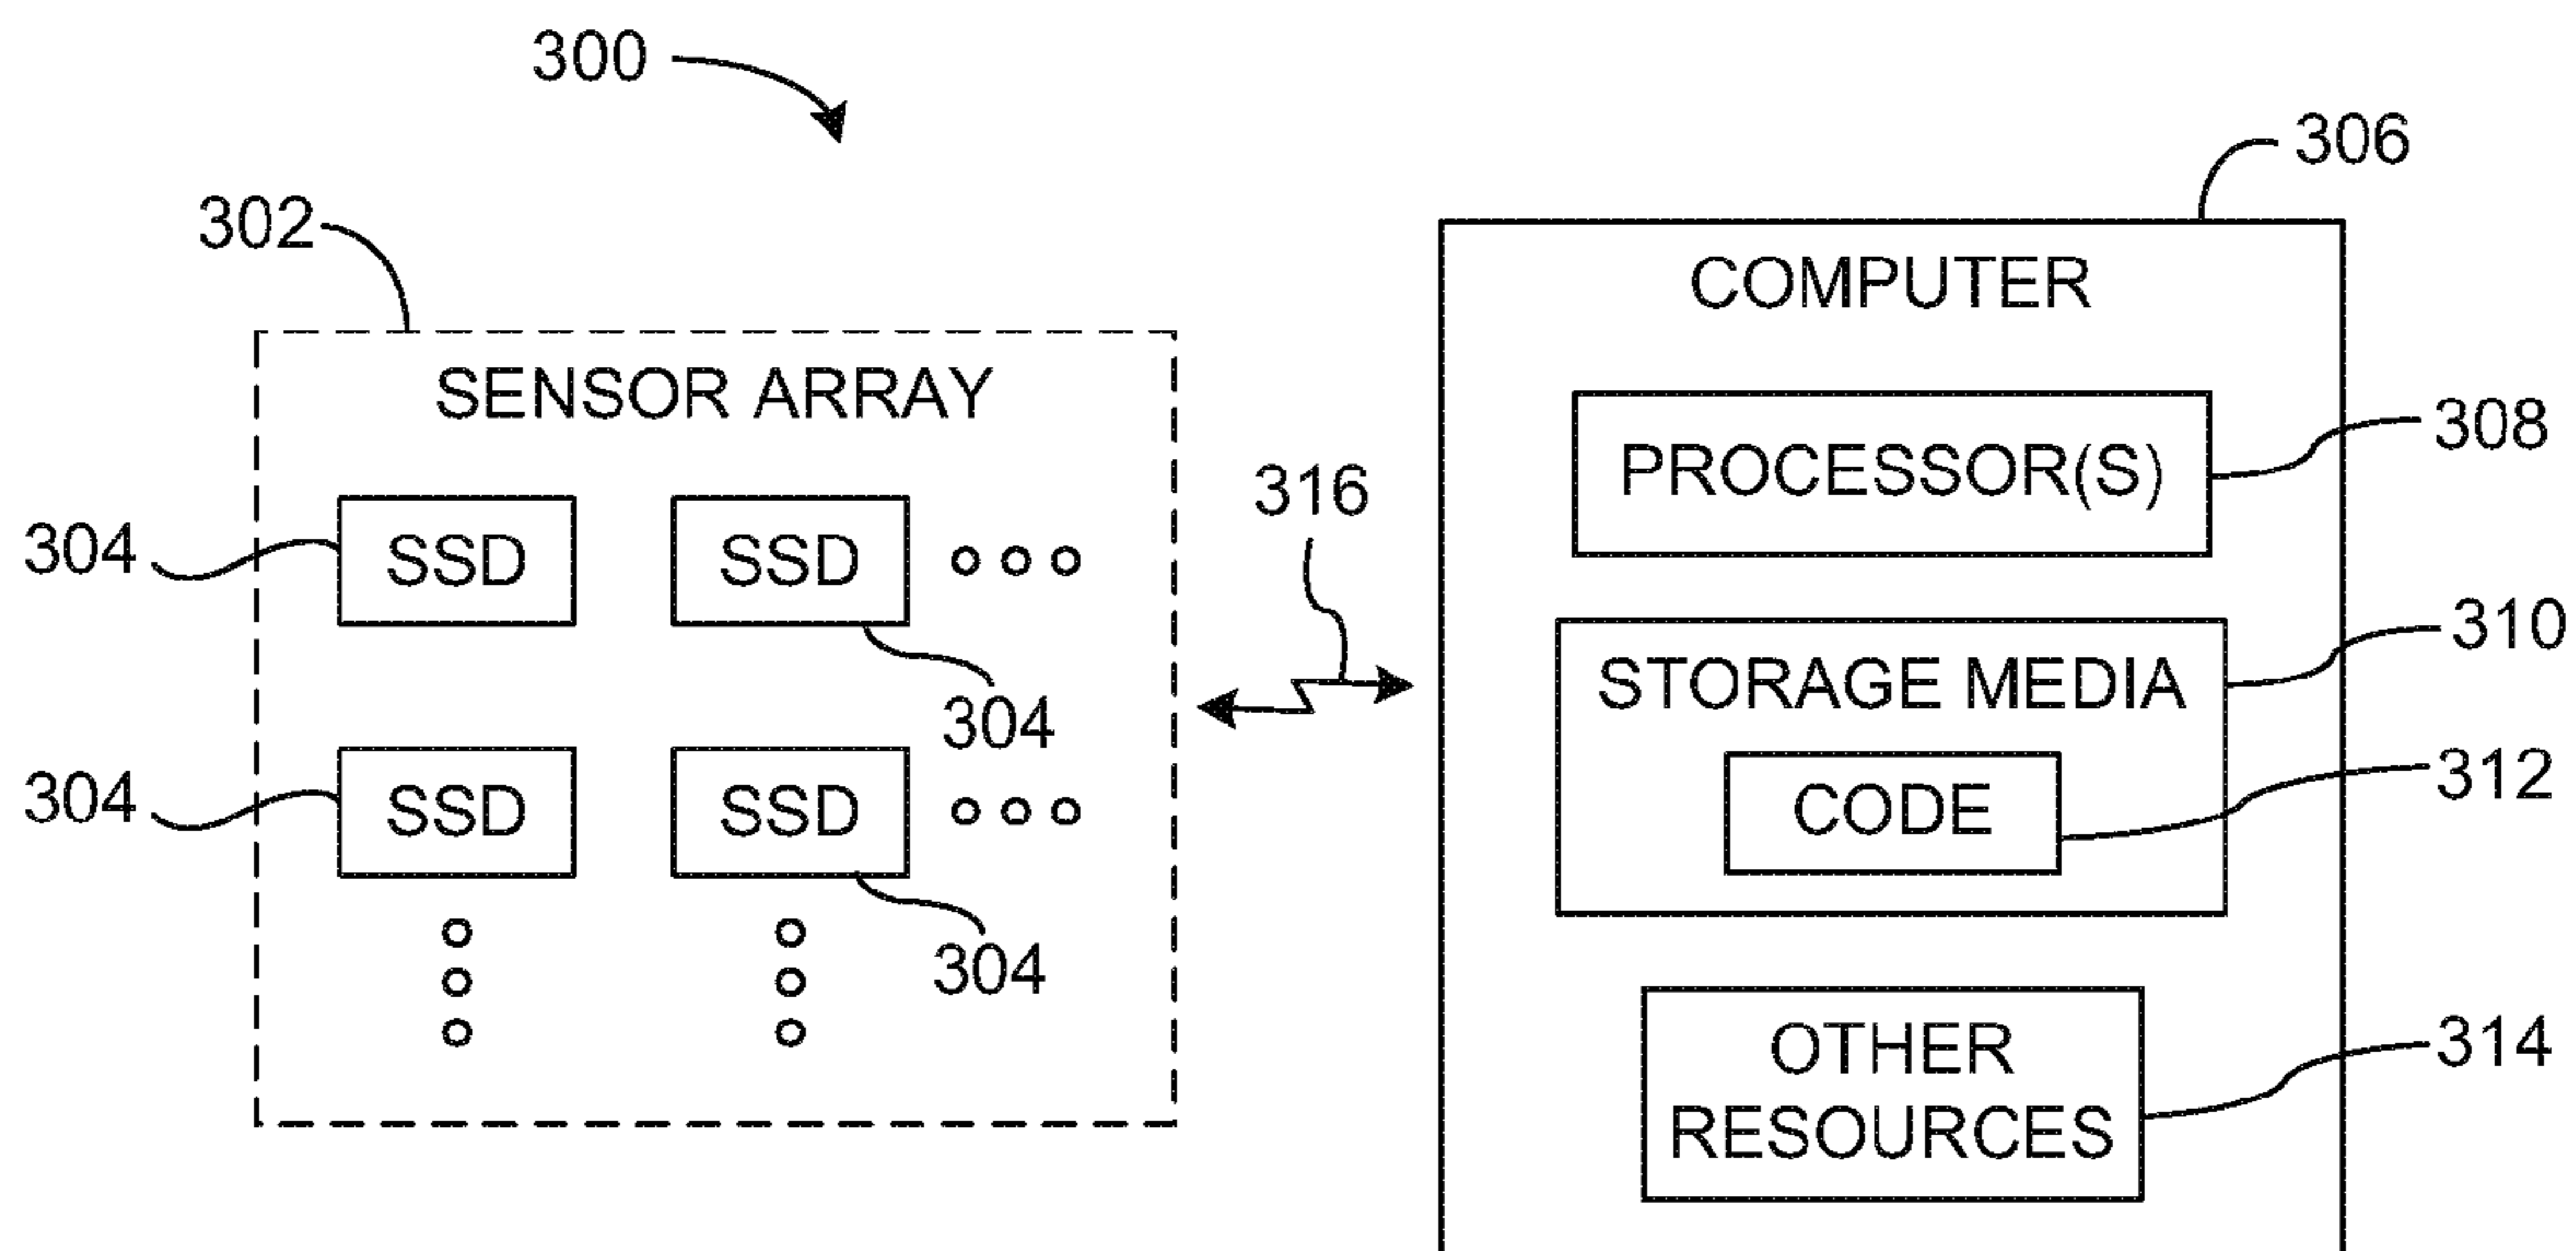 300
306
302
COMPUTER
SENSOR ARRAY
PROCESSOR(S)
308
316
304
SSD
SSD
STORAGE MEDIA
310
304
304
SSD
SSD
CODE
312
304
OTHER
RESOURCES
314